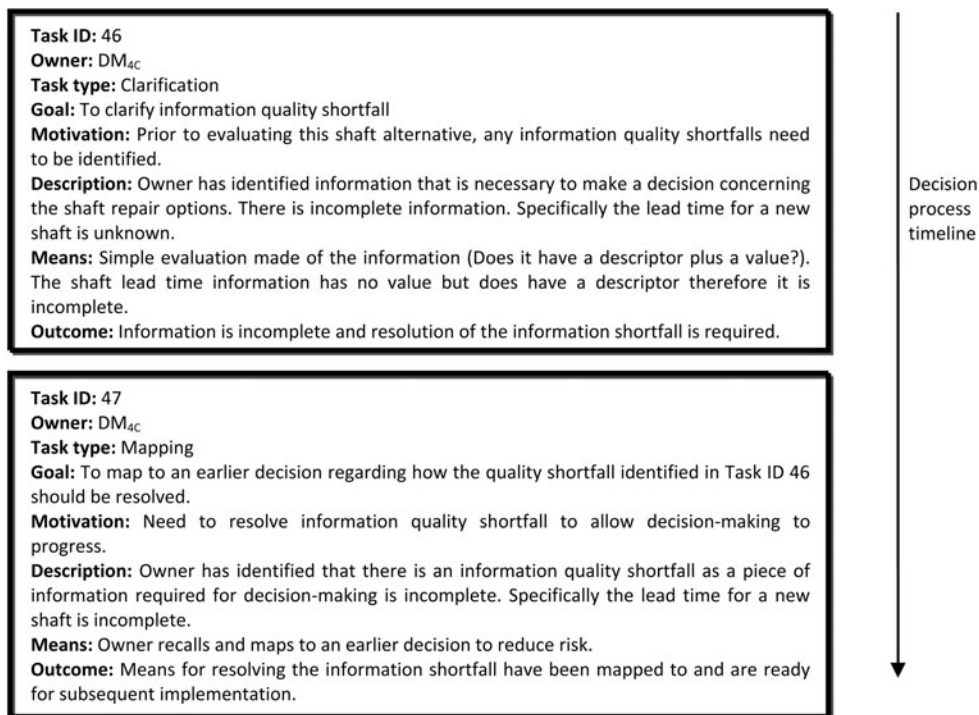 Task ID: 46
Owner: DM4C
Task type: Clarification
Goal: To clarify information quality shortfall
Motivation: Prior to evaluating this shaft alternative, any information quality shortfalls need
to be identified.
Description: Owner has identified information that is necessary to make a decision concerning
the shaft repair options. There is incomplete information. Specifically the lead time for a new
shaft is unknown.
Means: Simple evaluation made of the information (Does it have a descriptor plus a value?).
The shaft lead time information has no value but does have a descriptor therefore it is
incomplete.
Outcome: Information is incomplete and resolution of the information shortfall is required.
Task ID: 47
Owner: DM4C
Task type: Mapping
Goal: To map to an earlier decision regarding how the quality shortfall identified in Task ID 46
should be resolved.
Motivation: Need to resolve information quality shortfall to allow decision-making to
progress.
Description: Owner has identified that there is an information quality shortfall as a piece of
information required for decision-making is incomplete. Specifically the lead time for a new
shaft is incomplete.
Means: Owner recalls and maps to an earlier decision to reduce risk.
Outcome: Means for resolving the information shortfall have been mapped to and are ready
for subsequent implementation.
Decision
process
timeline